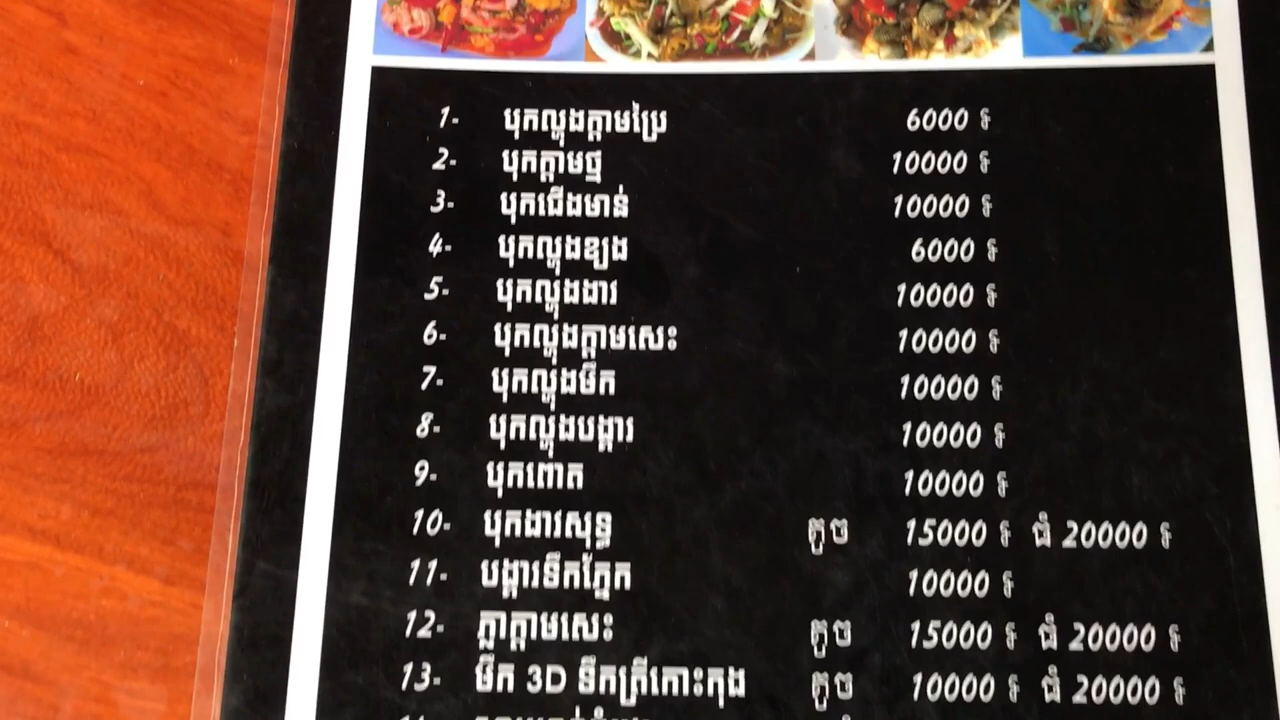 1- បុកល្ហុងក្តាមប្រៃ 6000 ៛
2- បុកក្តាមថ្ម 10000 ៛
3- បុកជើងមាន់ 10000 ៛
4- បុកល្ហុងខ្យង 6000 ៛
5- បុកល្ហុងងាវ 10000 ៛
6- បុកល្ហុងក្តាមសេះ 10000 ៛
7- បុកល្ហុងមឹក 10000 ៛
8- បុកល្ហុងបង្គារ 10000 ៛
9- បុកពោត 10000 ៛
10- បុកងាវសុទ្ធ តូច 15000 ៛ ធំ 20000 ៛
11- បង្គារទឹកភ្នែក 10000 ៛
12- ភ្លាក្តាមសេះ តូច 15000 ៛ ធំ 20000 ៛
13- មឹក 3D ទឹកត្រីកោះកុង តូច 10000 ៛ ធំ 20000 ៛